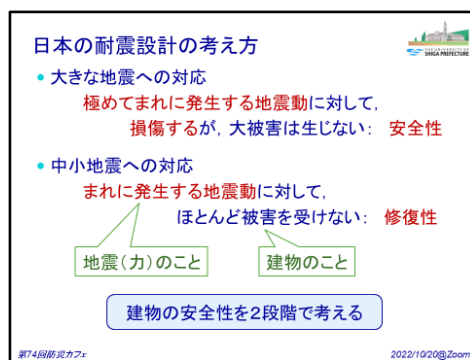 日本の耐震設計の考え方
THE UNIVERSITY OF
SHIGA PREFECTURE
• 大きな地震への対応
極めてまれに発生する地震動に対して,
損傷するが, 大被害は生じない: 安全性
• 中小地震への対応
まれに発生する地震動に対して,
ほとんど被害を受けない: 修復性
地震(力)のこと
建物のこと
建物の安全性を2段階で考える
第74回防災カフェ
2022/10/20@Zoom